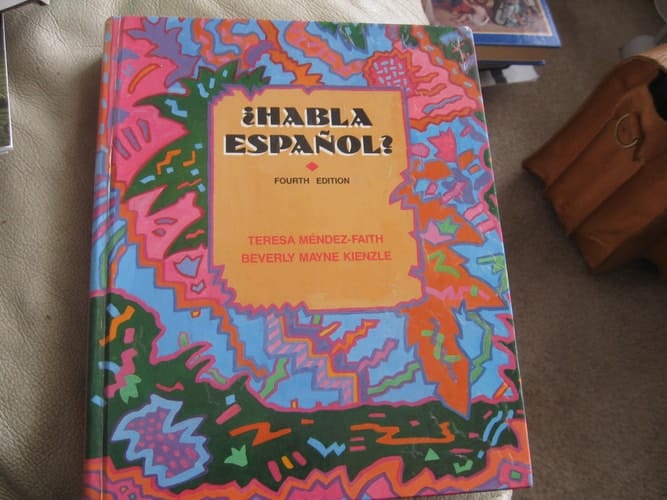 ¿HABLA
ESPAÑOL?
FOURTH EDITION
TERESA MÉNDEZ-FAITH
BEVERLY MAYNE KIENZLE